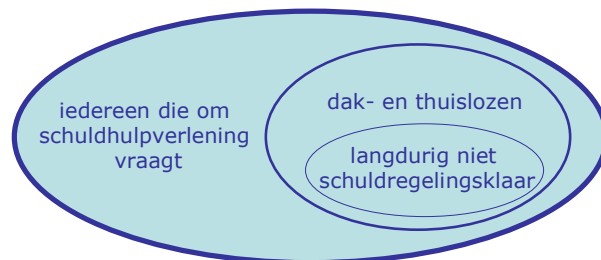 iedereen die om
schuldhulpverlening
vraagt
dak- en thuislozen
langdurig niet
schuldregelingsklaar